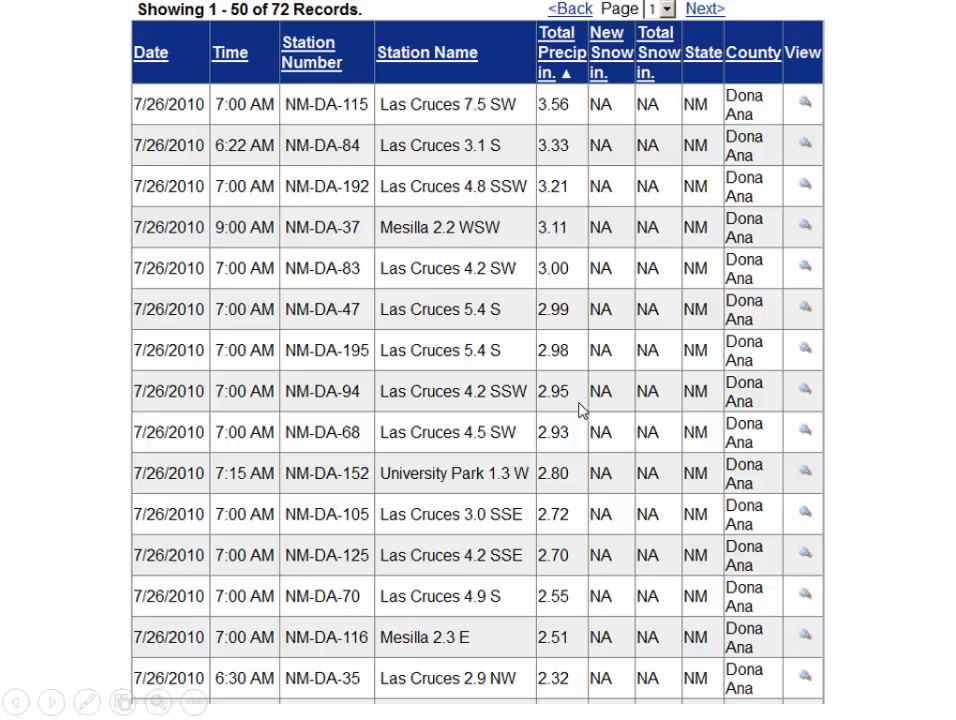 Showing 1 - 50 of 72 Records. <Back Page 1 Next>
Date Time Station Number Station Name Total Precip in. ▲ New Snow in. Total Snow in. State County View
7/26/2010 7:00 AM NM-DA-115 Las Cruces 7.5 SW 3.56 NA NA NM Dona Ana
7/26/2010 6:22 AM NM-DA-84 Las Cruces 3.1 S 3.33 NA NA NM Dona Ana
7/26/2010 7:00 AM NM-DA-192 Las Cruces 4.8 SSW 3.21 NA NA NM Dona Ana
7/26/2010 9:00 AM NM-DA-37 Mesilla 2.2 WSW 3.11 NA NA NM Dona Ana
7/26/2010 7:00 AM NM-DA-83 Las Cruces 4.2 SW 3.00 NA NA NM Dona Ana
7/26/2010 7:00 AM NM-DA-47 Las Cruces 5.4 S 2.99 NA NA NM Dona Ana
7/26/2010 7:00 AM NM-DA-195 Las Cruces 5.4 S 2.98 NA NA NM Dona Ana
7/26/2010 7:00 AM NM-DA-94 Las Cruces 4.2 SSW 2.95 NA NA NM Dona Ana
7/26/2010 7:00 AM NM-DA-68 Las Cruces 4.5 SW 2.93 NA NA NM Dona Ana
7/26/2010 7:15 AM NM-DA-152 University Park 1.3 W 2.80 NA NA NM Dona Ana
7/26/2010 7:00 AM NM-DA-105 Las Cruces 3.0 SSE 2.72 NA NA NM Dona Ana
7/26/2010 7:00 AM NM-DA-125 Las Cruces 4.2 SSE 2.70 NA NA NM Dona Ana
7/26/2010 7:00 AM NM-DA-70 Las Cruces 4.9 S 2.55 NA NA NM Dona Ana
7/26/2010 7:00 AM NM-DA-116 Mesilla 2.3 E 2.51 NA NA NM Dona Ana
7/26/2010 6:30 AM NM-DA-35 Las Cruces 2.9 NW 2.32 NA NA NM Dona Ana